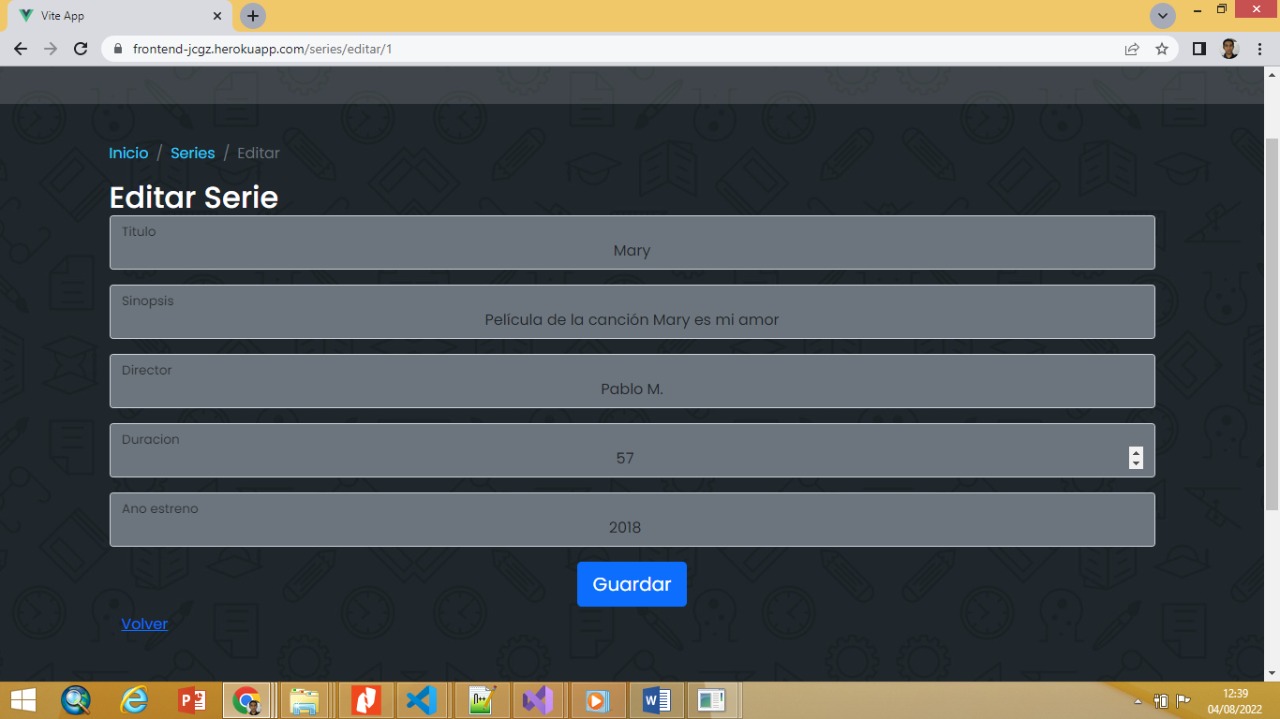 Vite App
frontend-jcgz.herokuapp.com/series/editar/1
Inicio / Series / Editar
Editar Serie
Titulo
Mary
Sinopsis
Película de la canción Mary es mi amor
Director
Pablo M.
Duracion
57
Ano estreno
2018
Guardar
Volver
12:39
04/08/2022